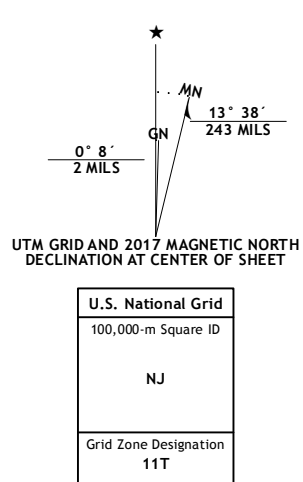 ★
MN
GN
13° 38´
243 MILS
0° 8´
2 MILS
UTM GRID AND 2017 MAGNETIC NORTH
DECLINATION AT CENTER OF SHEET
U.S. National Grid
100,000-m Square ID
NJ
Grid Zone Designation
11T